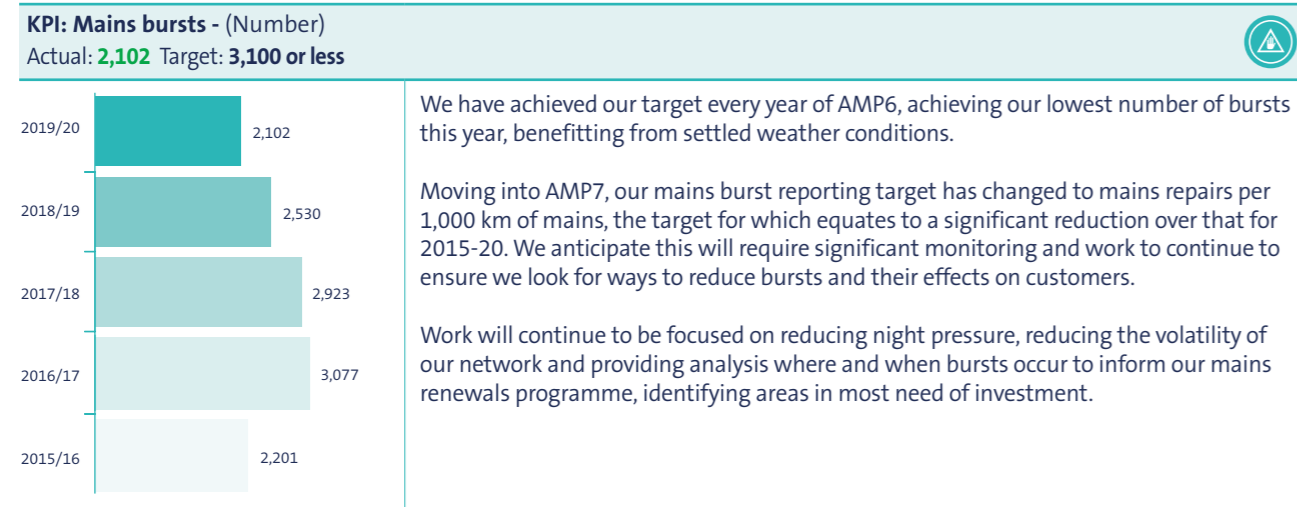 KPI: Mains bursts - (Number)
Actual: 2,102 Target: 3,100 or less
2019/20 2,102
2018/19 2,530
2017/18 2,923
2016/17 3,077
2015/16 2,201
We have achieved our target every year of AMP6, achieving our lowest number of bursts
this year, benefitting from settled weather conditions.
Moving into AMP7, our mains burst reporting target has changed to mains repairs per
1,000 km of mains, the target for which equates to a significant reduction over that for
2015-20. We anticipate this will require significant monitoring and work to continue to
ensure we look for ways to reduce bursts and their effects on customers.
Work will continue to be focused on reducing night pressure, reducing the volatility of
our network and providing analysis where and when bursts occur to inform our mains
renewals programme, identifying areas in most need of investment.